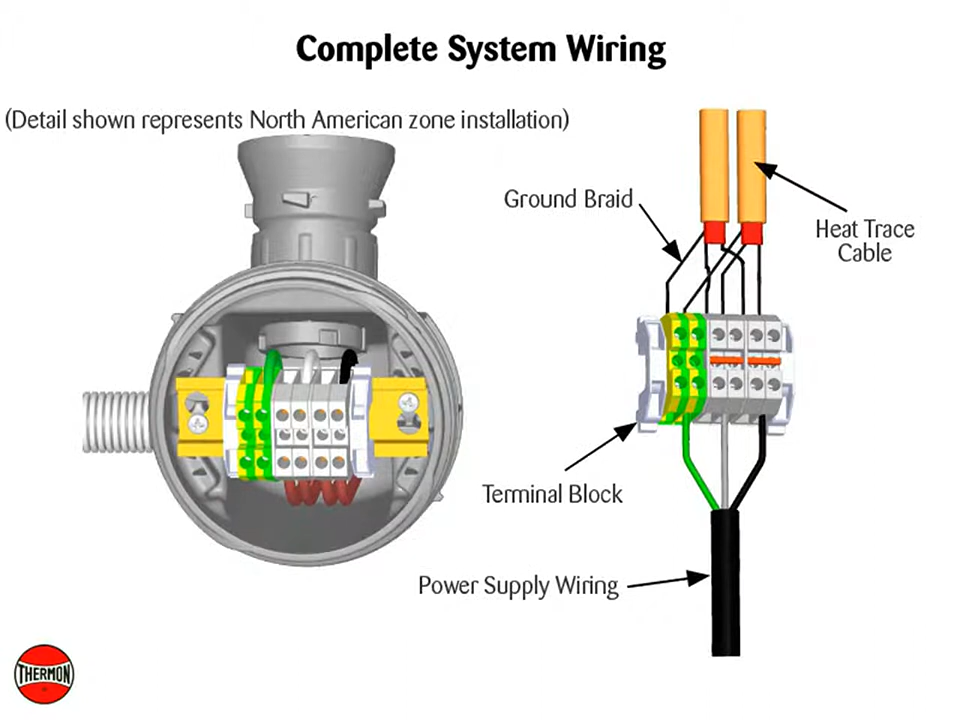 Complete System Wiring
(Detail shown represents North American zone installation)
Ground Braid
Heat Trace
Cable
Terminal Block
Power Supply Wiring
THERMON